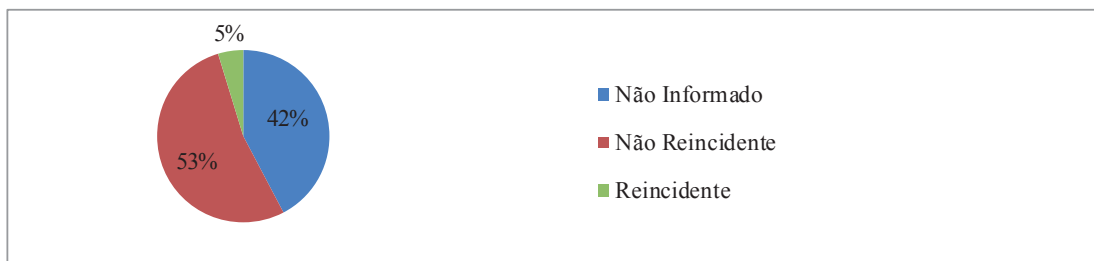 5%
42%
53%
Não Informado
Não Reincidente
Reincidente